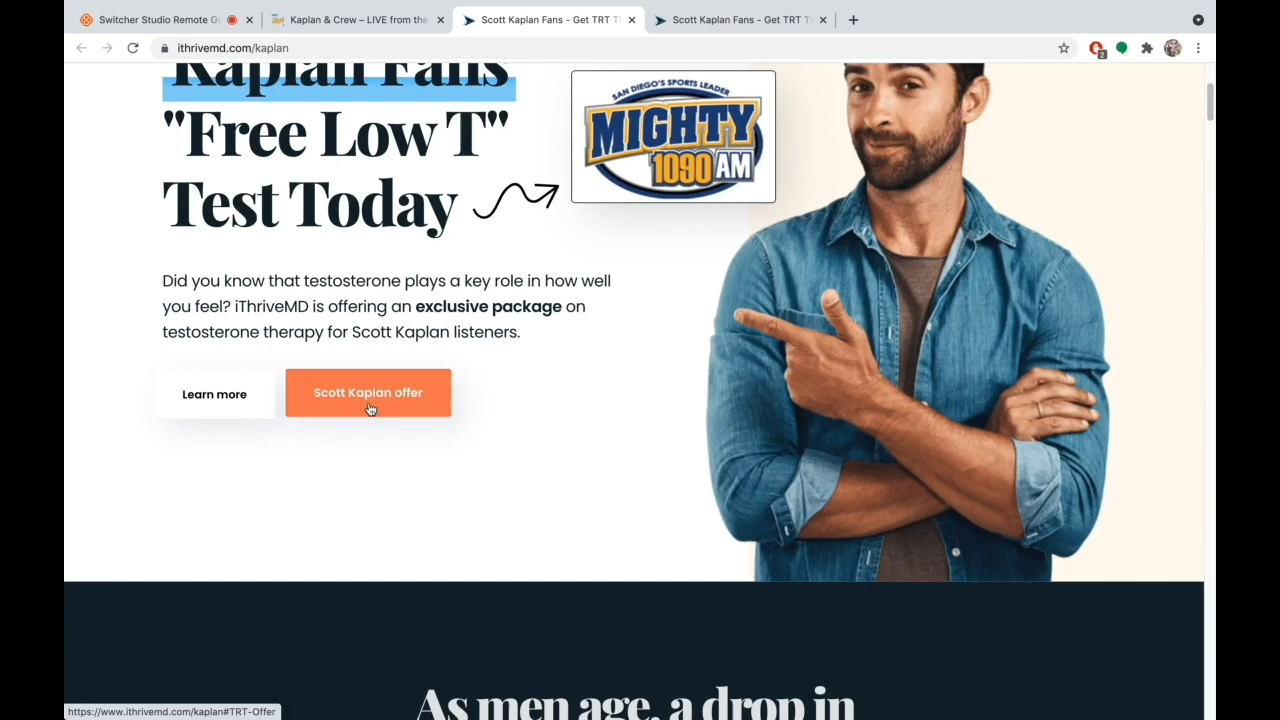 Switcher Studio Remote G
Kaplan & Crew – LIVE from the
Scott Kaplan Fans - Get TRT T
Scott Kaplan Fans - Get TRT T
ithrivemd.com/kaplan
2
Kaplan Fans
"Free Low T"
Test Today
SAN DIEGO'S SPORTS LEADER
MIGHTY
1090 AM
Did you know that testosterone plays a key role in how well
you feel? iThriveMD is offering an exclusive package on
testosterone therapy for Scott Kaplan listeners.
Learn more
Scott Kaplan offer
As men age, a drop in
https://www.ithrivemd.com/kaplan#TRT-Offer